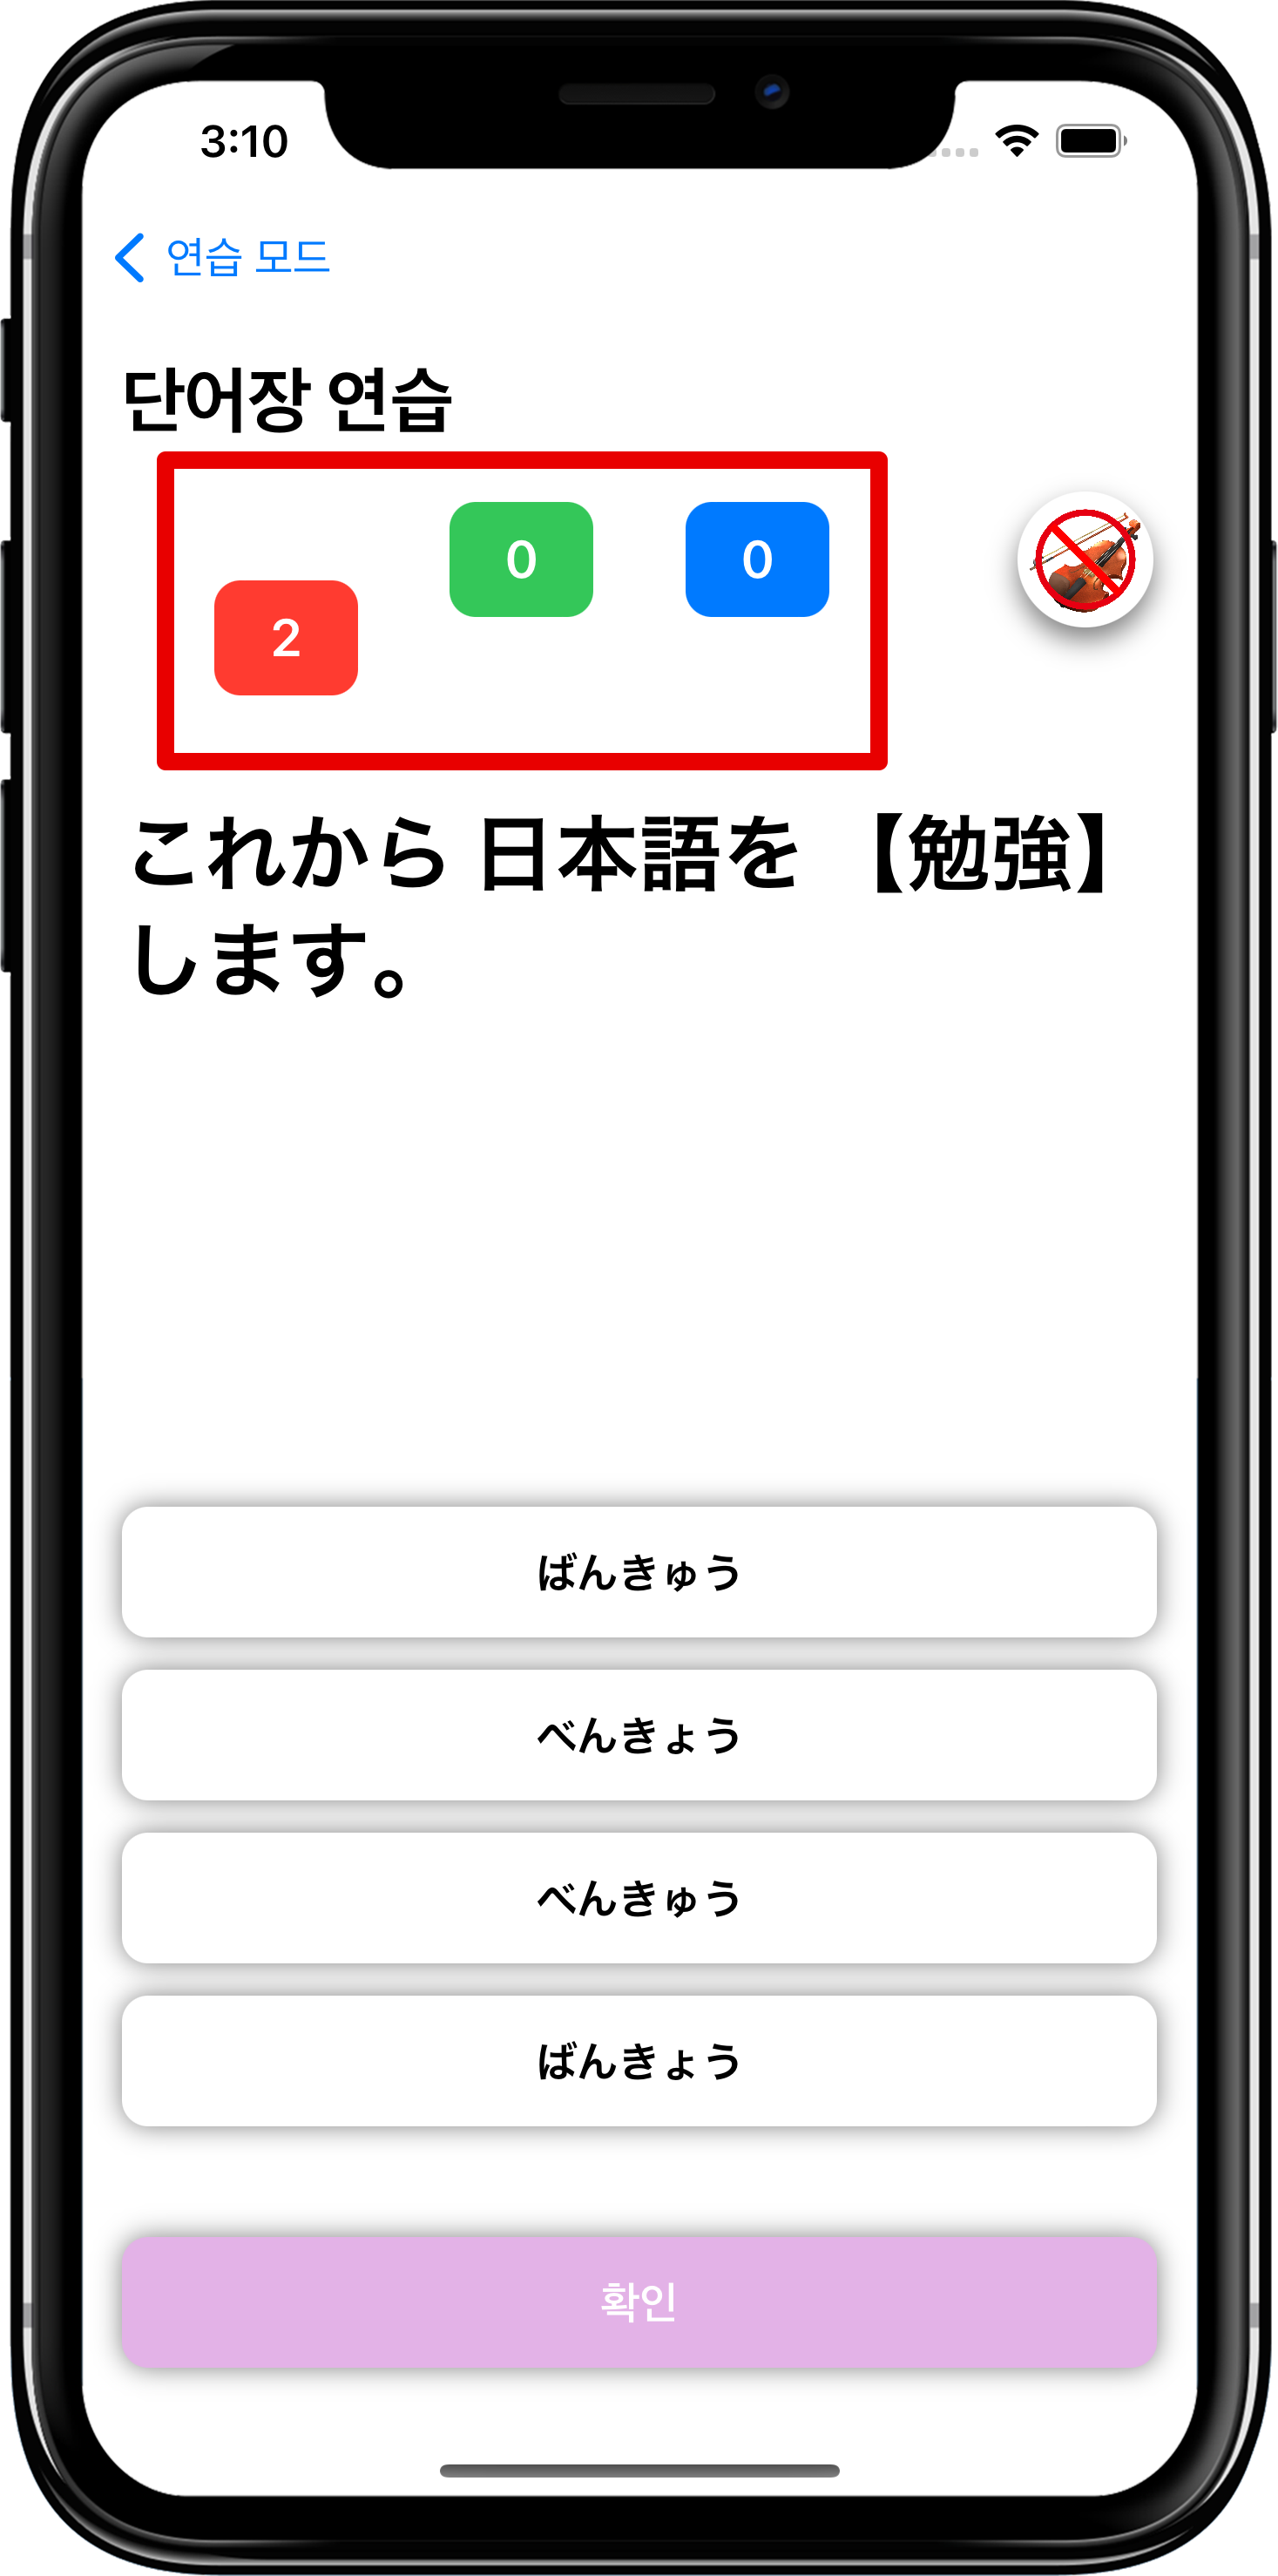 3:10
연습 모드
단어장 연습
0 0
2
これから 日本語を 【勉強】
します。
ばんきゅう
べんきょう
べんきゅう
ばんきょう
확인